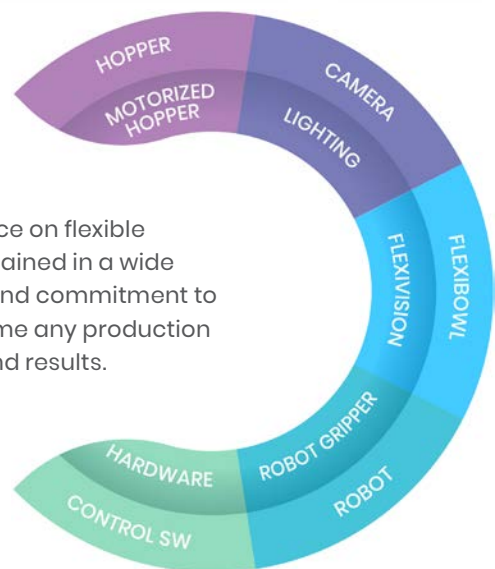 HOPPER
MOTORIZED
HOPPER
CAMERA
LIGHTING
ce on flexible
ained in a wide
nd commitment to
me any production
nd results.
FLEXIVISION
FLEXIBOWL
ROBOT GRIPPER
ROBOT
HARDWARE
CONTROL SW